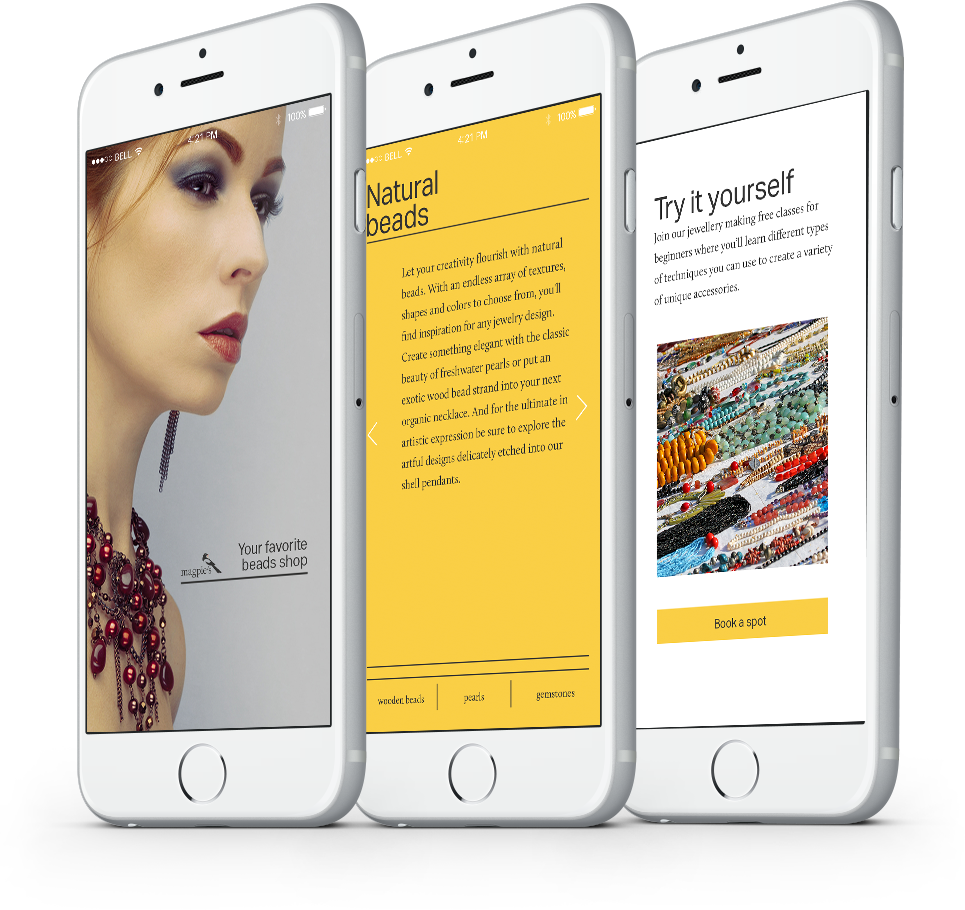 BELL
4:21 PM
100%
magpie's
Your favorite
beads shop
BELL
4:21 PM
100%
Natural
beads
Let your creativity flourish with natural
beads. With an endless array of textures,
shapes and colors to choose from, you'll
find inspiration for any jewelry design.
Create something elegant with the classic
beauty of freshwater pearls or put an
exotic wood bead strand into your next
organic necklace. And for the ultimate in
artistic expression be sure to explore the
artful designs delicately etched into our
shell pendants.
wooden beads
pearls
gemstones
Try it yourself
Join our jewellery making free classes for
beginners where you'll learn different types
of techniques you can use to create a variety
of unique accessories.
Book a spot